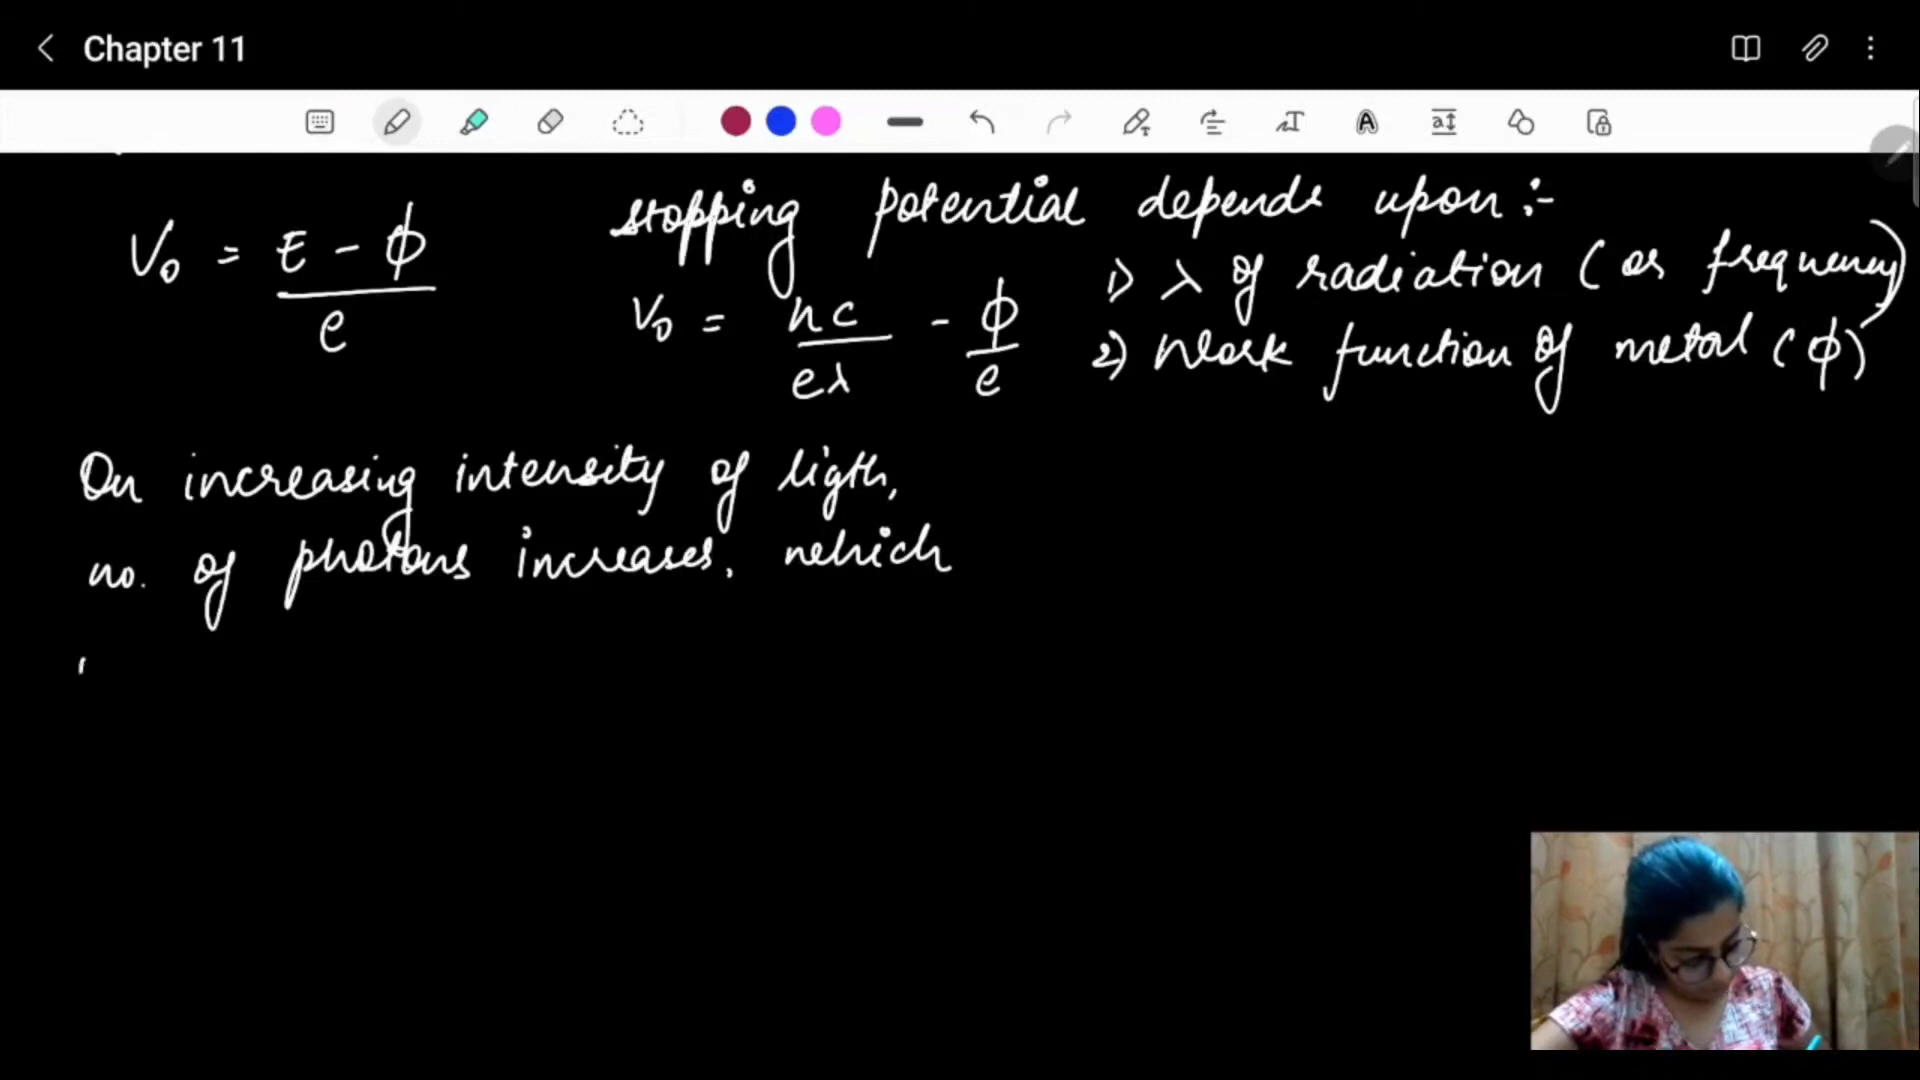 Chapter 11
V₀ = E - ϕ / e
stopping potential depends upon :-
V₀ = hc / eλ - ϕ / e
1) λ of radiation (or frequency)
2) Work function of metal (ϕ)
On increasing intensity of ligth,
no. of photons increases, which